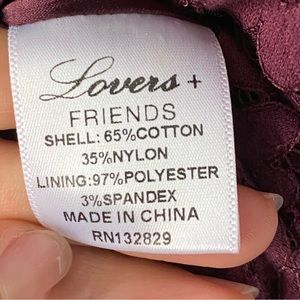 Lovers +
FRIENDS
SHELL: 65%COTTON
35%NYLON
LINING:97%POLYESTER
3%SPANDEX
MADE IN CHINA
RN132829